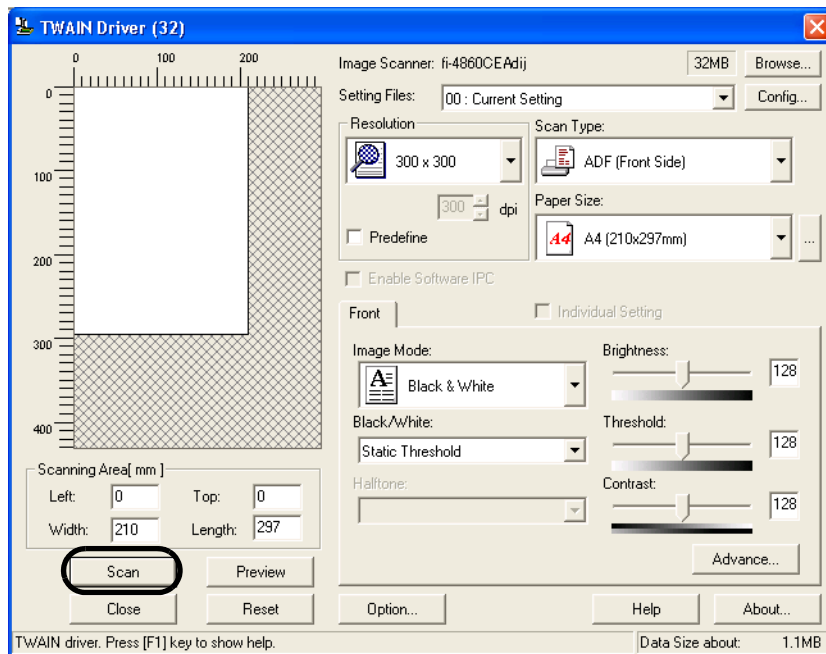 TWAIN Driver (32)
0 100 200
0
100
200
300
400
Image Scanner: fi-4860CEAdij 32MB Browse...
Setting Files: 00 : Current Setting Config...
Resolution
300 x 300
300 dpi
Predefine
Scan Type:
ADF (Front Side)
Paper Size:
A4 A4 (210x297mm) ...
Enable Software IPC
Front
Individual Setting
Image Mode:
A Black & White
Black/White:
Static Threshold
Halftone:
Brightness:
128
Threshold:
128
Contrast:
128
Advance...
Scanning Area[ mm ]
Left: 0 Top: 0
Width: 210 Length: 297
Scan Preview
Close Reset Option... Help About...
TWAIN driver. Press [F1] key to show help. Data Size about: 1.1MB